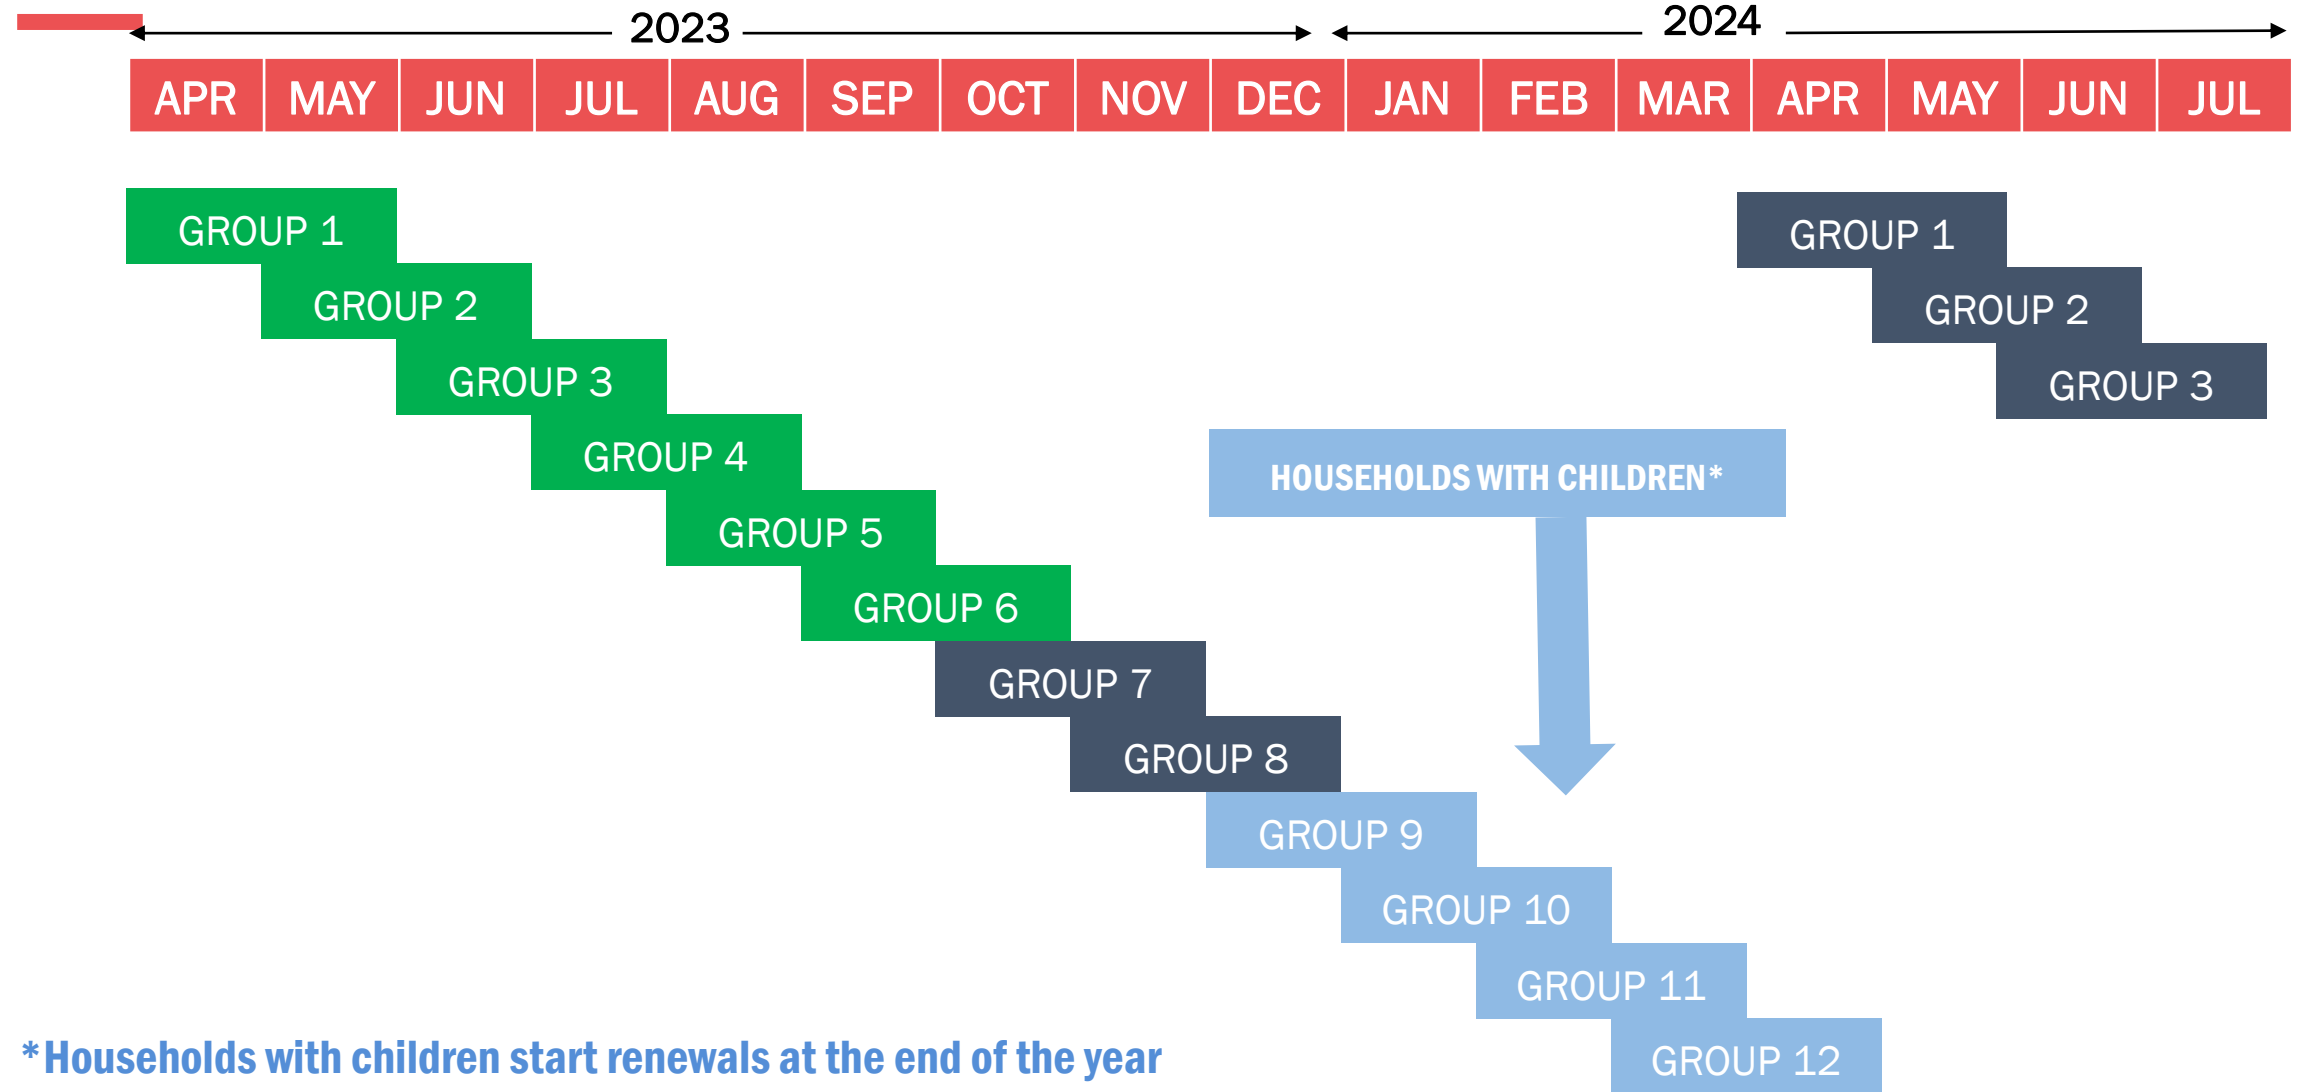 2023
2024
APR MAY JUN JUL AUG SEP OCT NOV DEC JAN FEB MAR APR MAY JUN JUL
GROUP 1
GROUP 1
GROUP 2
GROUP 2
GROUP 3
GROUP 3
GROUP 4
HOUSEHOLDS WITH CHILDREN*
GROUP 5
GROUP 6
GROUP 7
GROUP 8
GROUP 9
GROUP 10
GROUP 11
*Households with children start renewals at the end of the year
GROUP 12